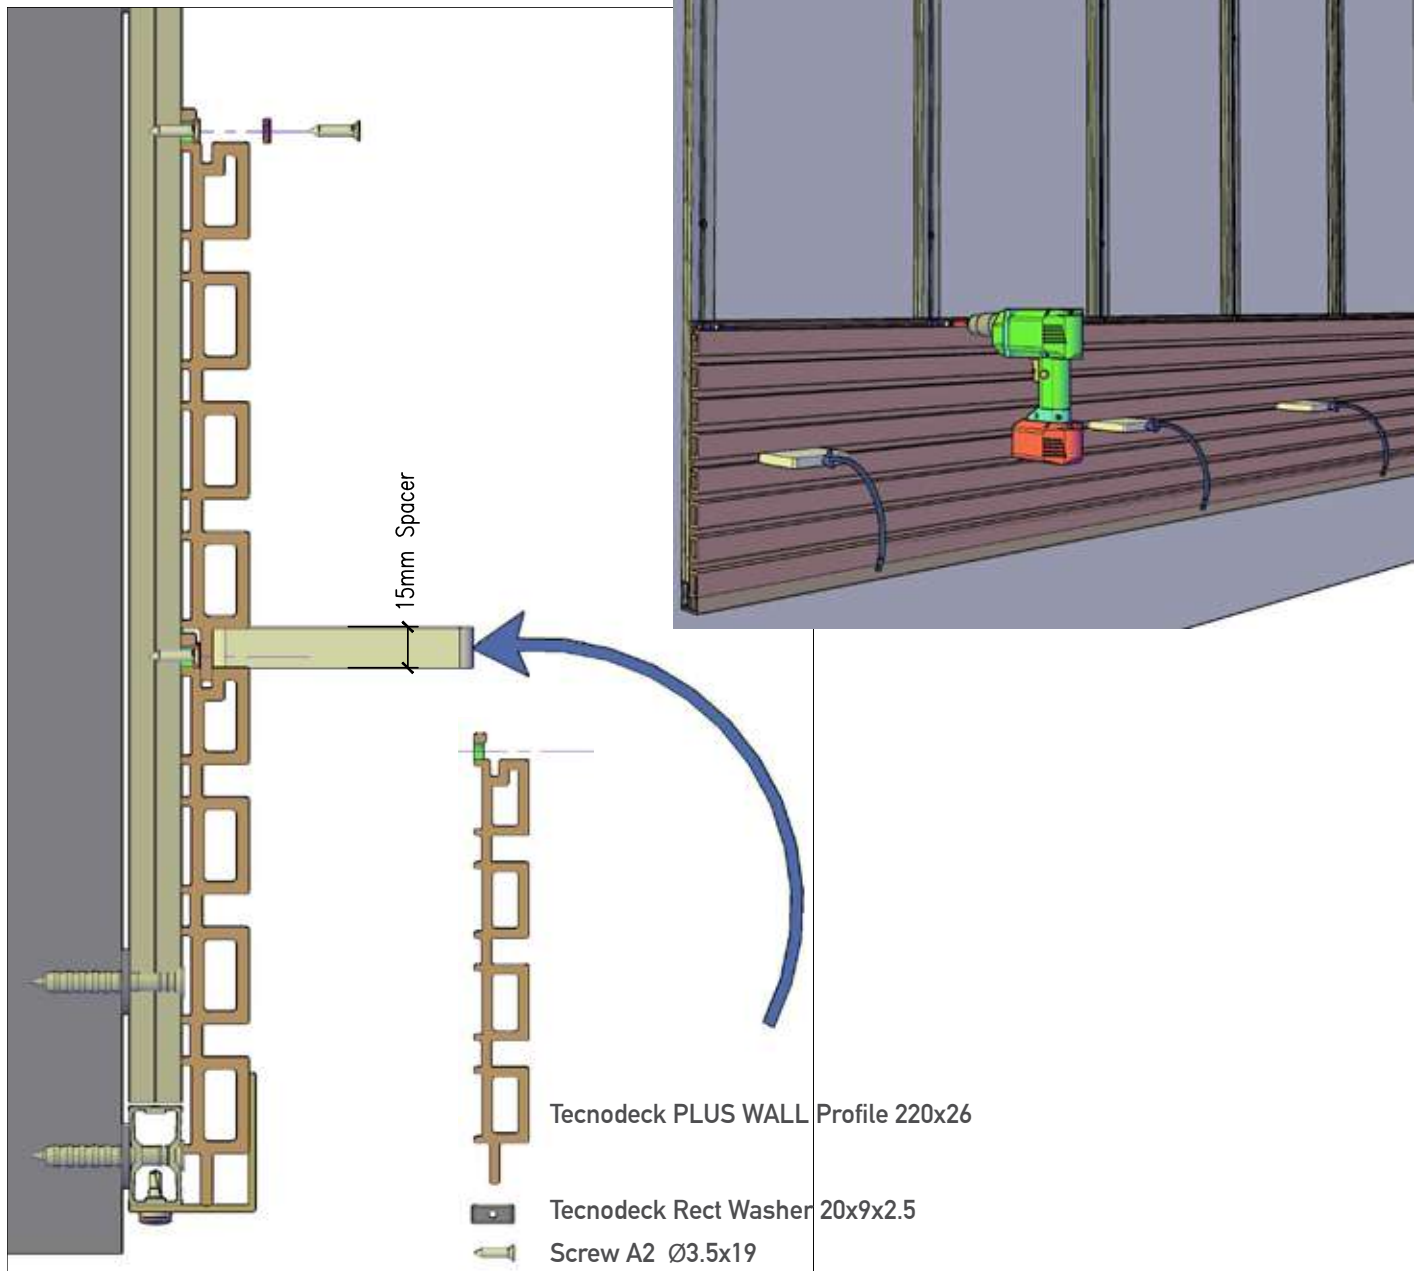 15mm Spacer
Tecnodeck PLUS WALL Profile 220x26
Tecnodeck Rect Washer 20x9x2.5
Screw A2 Ø3.5x19